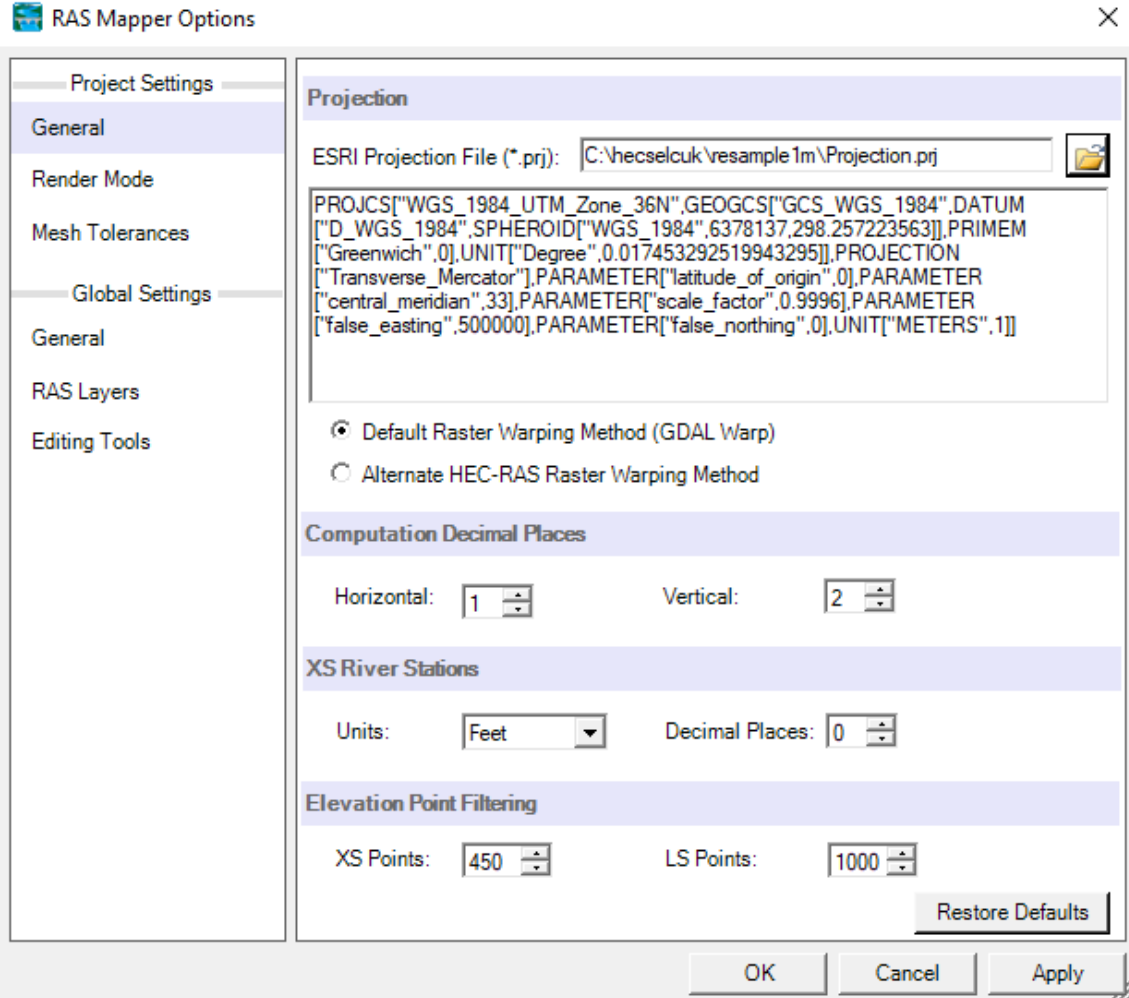 RAS Mapper Options
Project Settings
General
Render Mode
Mesh Tolerances
Global Settings
General
RAS Layers
Editing Tools
Projection
ESRI Projection File (*.prj): C:\hecselcuk\resample1m\Projection.prj
PROJCS["WGS_1984_UTM_Zone_36N",GEOGCS["GCS_WGS_1984",DATUM
["D_WGS_1984",SPHEROID["WGS_1984",6378137,298.257223563]],PRIMEM
["Greenwich",0],UNIT["Degree",0.0174532925199433295]],PROJECTION
["Transverse_Mercator"],PARAMETER["latitude_of_origin",0],PARAMETER
["central_meridian",33],PARAMETER["scale_factor",0.9996],PARAMETER
["false_easting",500000],PARAMETER["false_northing",0],UNIT["METERS",1]]
Default Raster Warping Method (GDAL Warp)
Alternate HEC-RAS Raster Warping Method
Computation Decimal Places
Horizontal: 1 Vertical: 2
XS River Stations
Units: Feet Decimal Places: 0
Elevation Point Filtering
XS Points: 450 LS Points: 1000
Restore Defaults
OK Cancel Apply